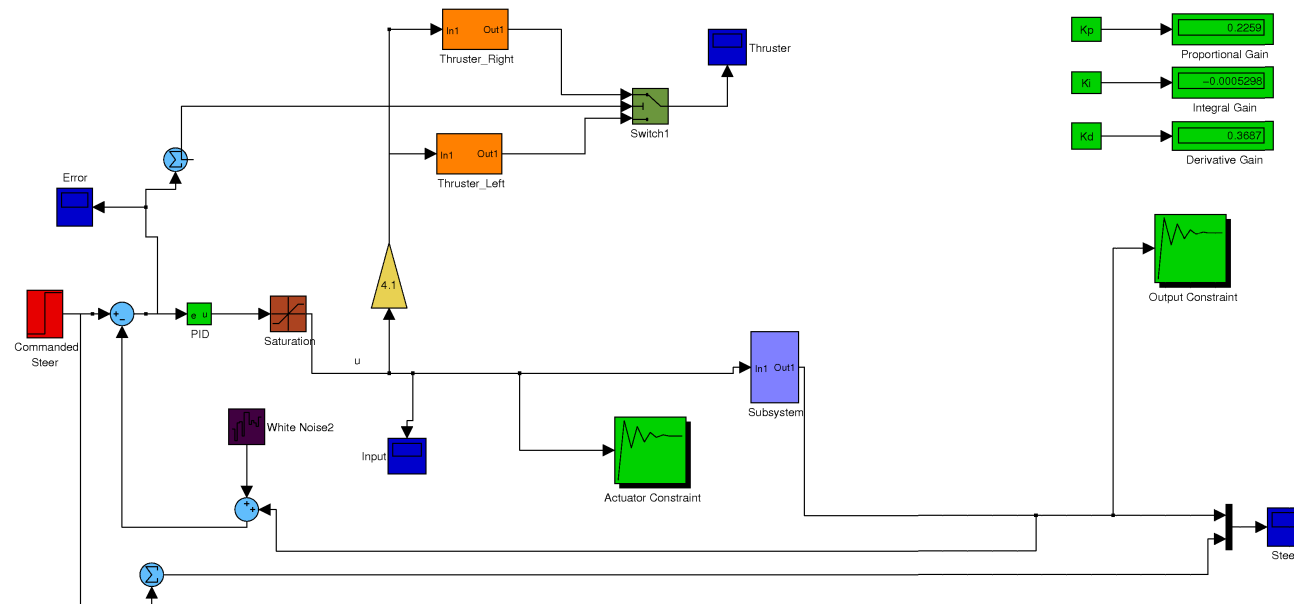 In1 Out1
Thruster_Right
Thruster
Kp
0.2259
Proportional Gain
Ki
−0.0005298
Integral Gain
Switch1
Kd
0.3687
Derivative Gain
In1 Out1
Thruster_Left
Σ
Error
4.1
Output Constraint
+
−
e u
PID
Saturation
Commanded
Steer
u
In1 Out1
Subsystem
White Noise2
Input
Actuator Constraint
+
+
Σ
Stee